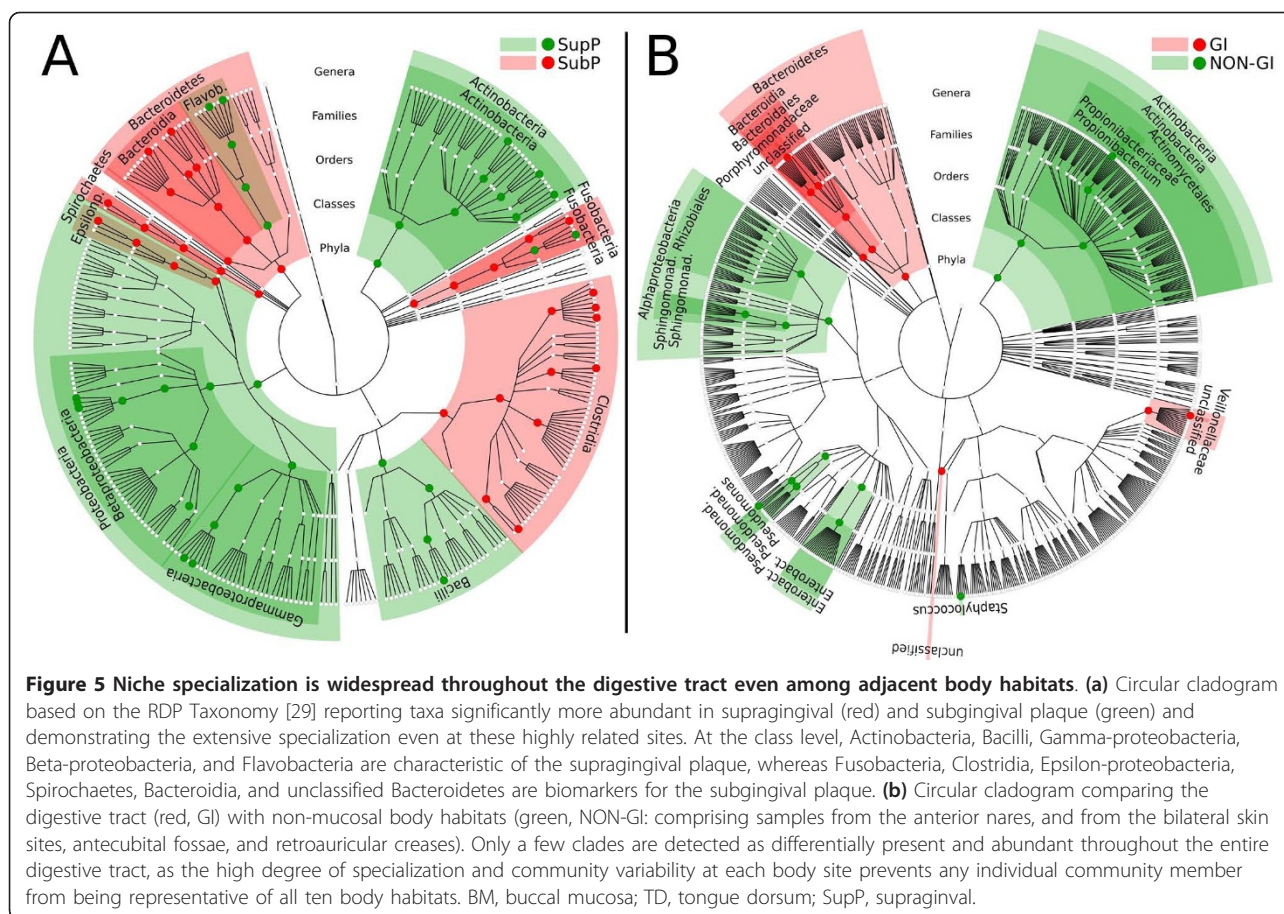 A
SupP
SubP
Genera
Families
Orders
Classes
Phyla
Bacteroidetes
Bacteroidia
Flavob.
Spirochaetes
Epsilonp.
Actinobacteria
Actinobacteria
Fusobacteria
Fusobacteria
Clostridia
Bacilli
Gammaproteobacteria
Betaproteobacteria
Proteobacteria
B
GI
NON-GI
Genera
Families
Orders
Classes
Phyla
Bacteroidetes
Bacteroidia
Bacteroidales
Porphyromonadaceae
unclassified
Actinobacteria
Actinobacteria
Actinomycetales
Propionibacteriaceae
Propionibacterium
Alphaproteobacteria
Rhizobiales
Sphingomonad.
Sphingomonad.
Veillonellaceae
unclassified
Pseudomonad.
Pseudomonad.
Pseudomonas
Enterobact.
Enterobact.
Staphylococcus
unclassified
Figure 5 Niche specialization is widespread throughout the digestive tract even among adjacent body habitats. (a) Circular cladogram
based on the RDP Taxonomy [29] reporting taxa significantly more abundant in supragingival (red) and subgingival plaque (green) and
demonstrating the extensive specialization even at these highly related sites. At the class level, Actinobacteria, Bacilli, Gamma-proteobacteria,
Beta-proteobacteria, and Flavobacteria are characteristic of the supragingival plaque, whereas Fusobacteria, Clostridia, Epsilon-proteobacteria,
Spirochaetes, Bacteroidia, and unclassified Bacteroidetes are biomarkers for the subgingival plaque. (b) Circular cladogram comparing the
digestive tract (red, GI) with non-mucosal body habitats (green, NON-GI: comprising samples from the anterior nares, and from the bilateral skin
sites, antecubital fossae, and retroauricular creases). Only a few clades are detected as differentially present and abundant throughout the entire
digestive tract, as the high degree of specialization and community variability at each body site prevents any individual community member
from being representative of all ten body habitats. BM, buccal mucosa; TD, tongue dorsum; SupP, supraginval.